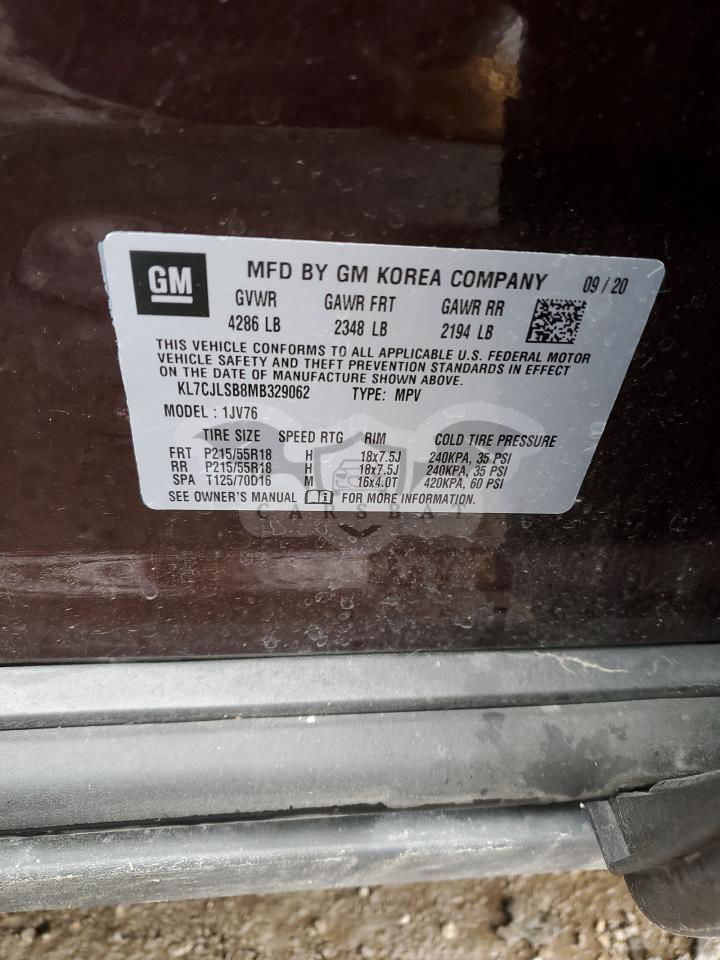 GM MFD BY GM KOREA COMPANY 09 / 20
GVWR GAWR FRT GAWR RR
4286 LB 2348 LB 2194 LB
THIS VEHICLE CONFORMS TO ALL APPLICABLE U.S. FEDERAL MOTOR
VEHICLE SAFETY AND THEFT PREVENTION STANDARDS IN EFFECT
ON THE DATE OF MANUFACTURE SHOWN ABOVE.
KL7CJLSB8MB329062 TYPE: MPV
MODEL : 1JV76
TIRE SIZE SPEED RTG RIM COLD TIRE PRESSURE
FRT P215/55R18 H 18x7.5J 240KPA, 35 PSI
RR P215/55R18 H 18x7.5J 240KPA, 35 PSI
SPA T125/70D16 M 16x4.0T 420KPA, 60 PSI
SEE OWNER'S MANUAL FOR MORE INFORMATION.
CARSBAT